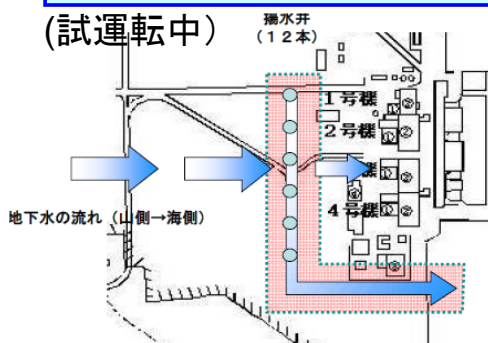 (試運転中)
揚水井
(12本)
1号機
2号機
機
4号機
地下水の流れ (山側→海側)